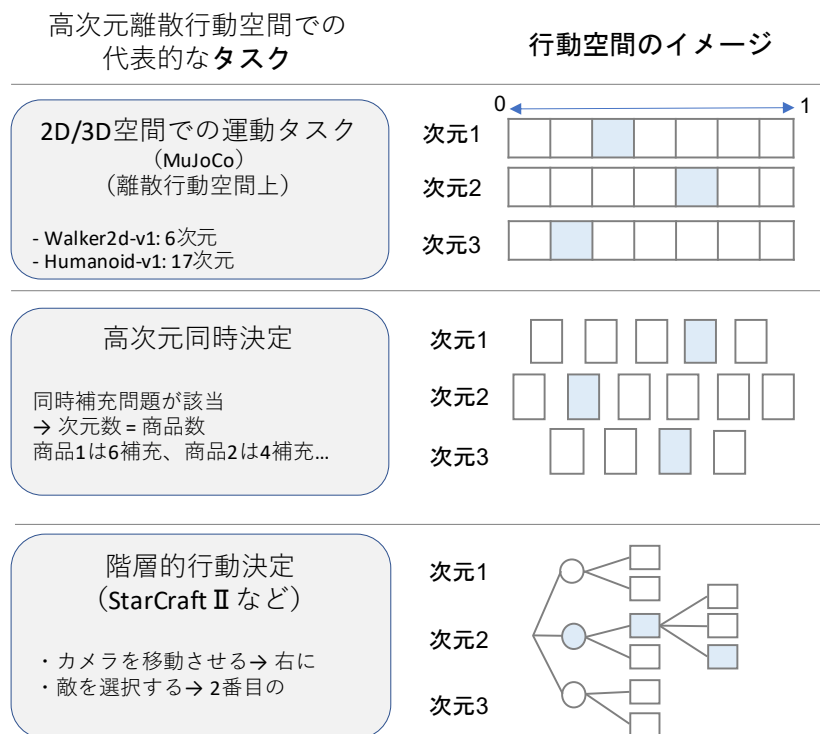 高次元離散行動空間での
代表的なタスク
行動空間のイメージ
2D/3D空間での運動タスク
（MuJoCo）
（離散行動空間上）
- Walker2d-v1: 6次元
- Humanoid-v1: 17次元
0
1
次元1
次元2
次元3
高次元同時決定
同時補充問題が該当
→ 次元数 = 商品数
商品1は6補充、商品2は4補充...
次元1
次元2
次元3
階層的行動決定
（StarCraft Ⅱ など）
・カメラを移動させる→ 右に
・敵を選択する→ 2番目の
次元1
次元2
次元3